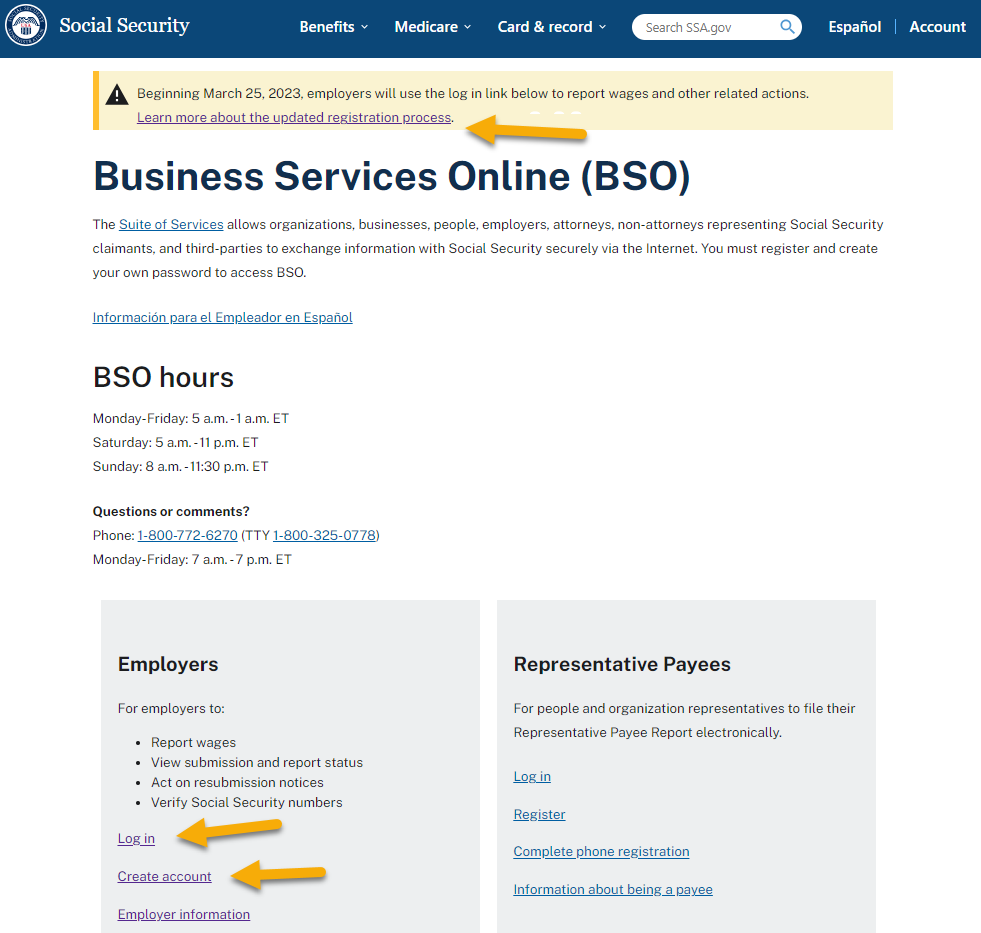 Social Security
Benefits
Medicare
Card & record
Search SSA.gov
Español
Account
Beginning March 25, 2023, employers will use the log in link below to report wages and other related actions.
Learn more about the updated registration process.
Business Services Online (BSO)
The Suite of Services allows organizations, businesses, people, employers, attorneys, non-attorneys representing Social Security
claimants, and third-parties to exchange information with Social Security securely via the Internet. You must register and create
your own password to access BSO.
Información para el Empleador en Español
BSO hours
Monday-Friday: 5 a.m. - 1 a.m. ET
Saturday: 5 a.m. - 11 p.m. ET
Sunday: 8 a.m. - 11:30 p.m. ET
Questions or comments?
Phone: 1-800-772-6270 (TTY 1-800-325-0778)
Monday-Friday: 7 a.m. - 7 p.m. ET
Employers
For employers to:
• Report wages
• View submission and report status
• Act on resubmission notices
• Verify Social Security numbers
Log in
Create account
Employer information
Representative Payees
For people and organization representatives to file their
Representative Payee Report electronically.
Log in
Register
Complete phone registration
Information about being a payee